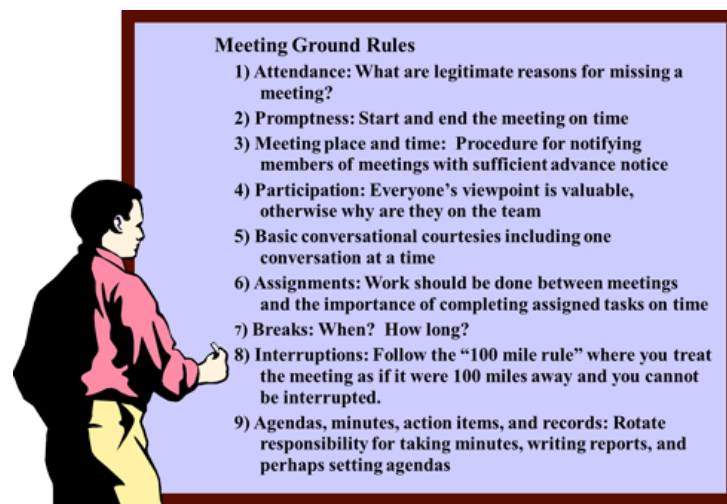 Meeting Ground Rules
1) Attendance: What are legitimate reasons for missing a
meeting?
2) Promptness: Start and end the meeting on time
3) Meeting place and time:  Procedure for notifying
members of meetings with sufficient advance notice
4) Participation: Everyone’s viewpoint is valuable,
otherwise why are they on the team
5) Basic conversational courtesies including one
conversation at a time
6) Assignments: Work should be done between meetings
and the importance of completing assigned tasks on time
7) Breaks: When?  How long?
8) Interruptions: Follow the “100 mile rule” where you treat
the meeting as if it were 100 miles away and you cannot
be interrupted.
9) Agendas, minutes, action items, and records: Rotate
responsibility for taking minutes, writing reports, and
perhaps setting agendas